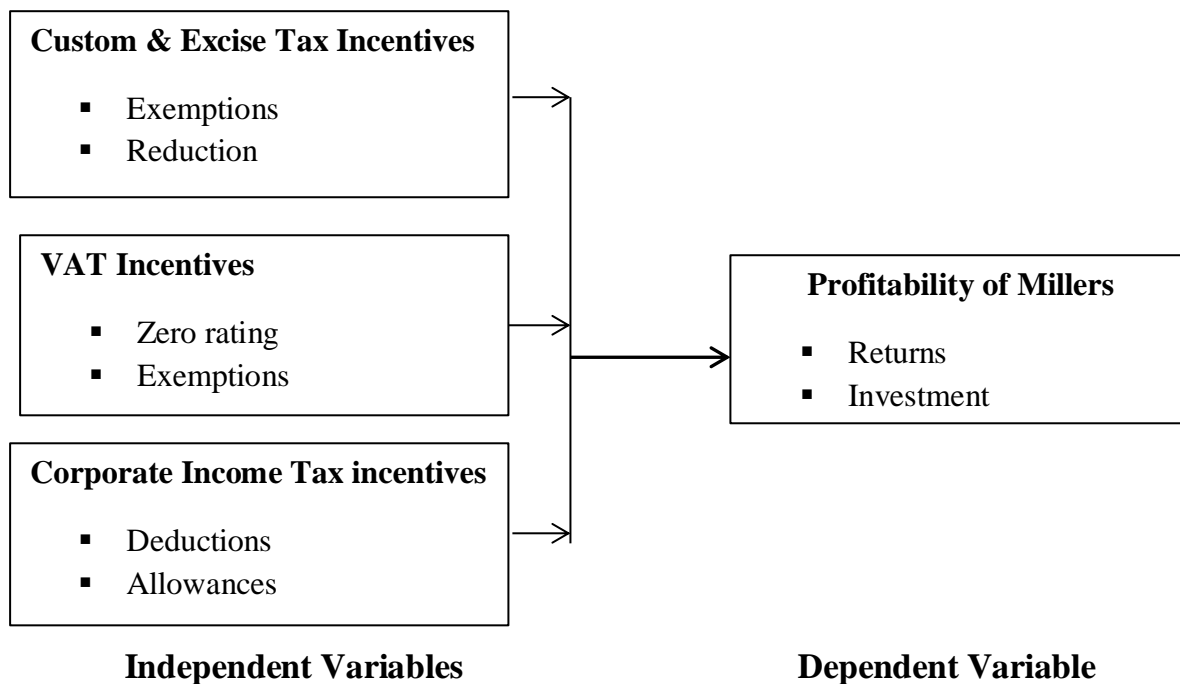 Custom & Excise Tax Incentives
▪ Exemptions
▪ Reduction
VAT Incentives
▪ Zero rating
▪ Exemptions
Corporate Income Tax incentives
▪ Deductions
▪ Allowances
Independent Variables
Profitability of Millers
▪ Returns
▪ Investment
Dependent Variable